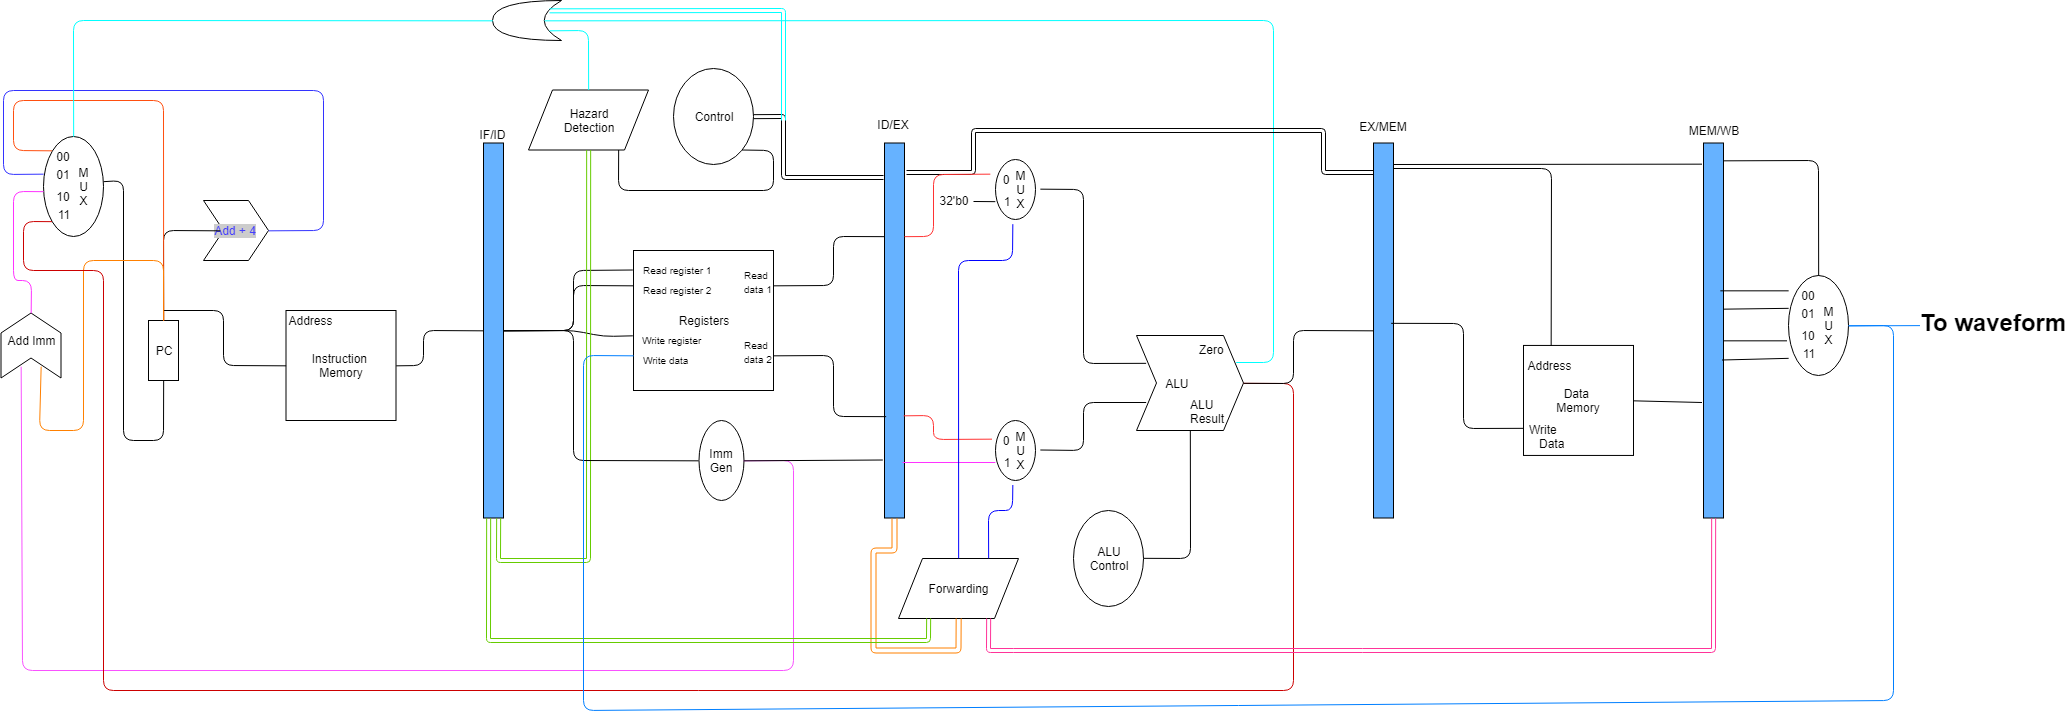 Hazard
Detection
Control
IF/ID
ID/EX
EX/MEM
MEM/WB
00
01
10
11
M
U
X
Add + 4
0
1
M
U
X
32'b0
Read register 1
Read register 2
Registers
Write register
Write data
Read
data 1
Read
data 2
Add Imm
PC
Address
Instruction
Memory
Imm
Gen
0
1
M
U
X
Zero
ALU
ALU
Result
ALU
Control
Forwarding
Address
Data
Memory
Write
Data
00
01
10
11
M
U
X
To waveform